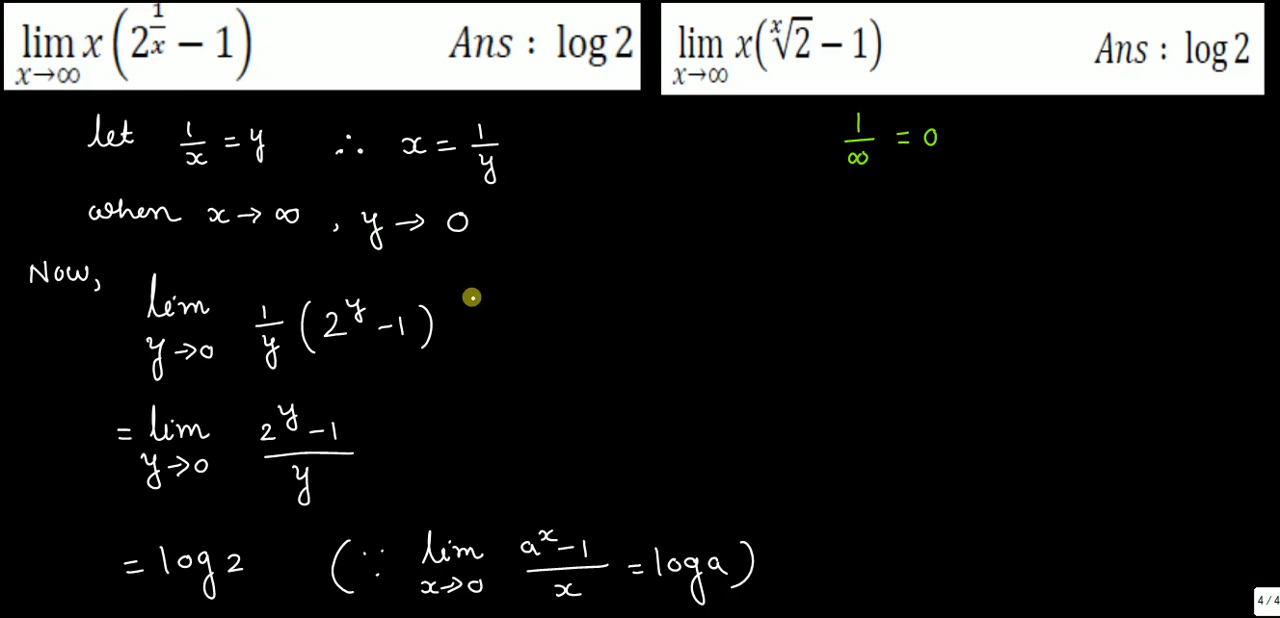 lim x→∞ x(2^(1/x) − 1) Ans : log 2
lim x→∞ x(ˣ√2 − 1) Ans : log 2
let 1/x = y ∴ x = 1/y
1/∞ = 0
when x → ∞ , y → 0
Now,
lim y→0 1/y (2^y − 1)
= lim y→0 (2^y − 1)/y
= log 2 (∵ lim x→0 (a^x − 1)/x = log a)
4 / 4